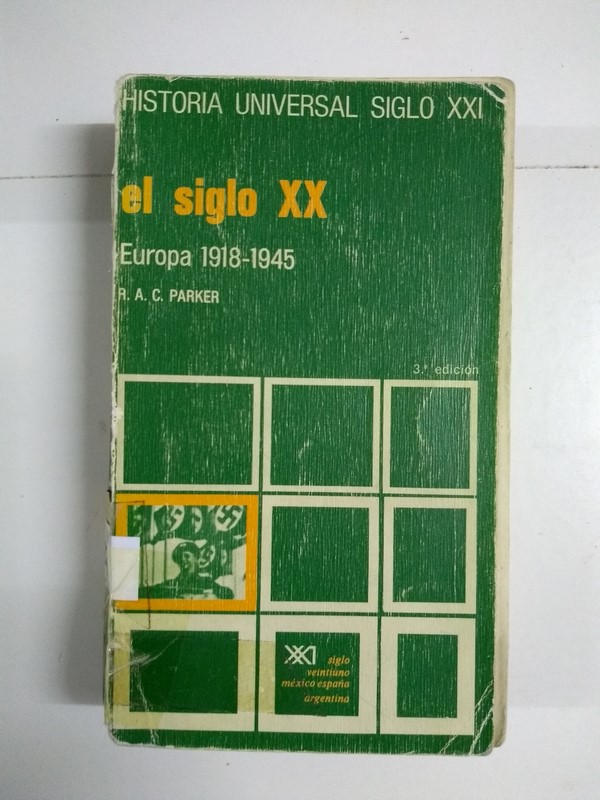 HISTORIA UNIVERSAL SIGLO XXI
el siglo XX
Europa 1918-1945
R. A. C. PARKER
3.ª edición
XXI siglo
veintiuno
méxico españa
argentina